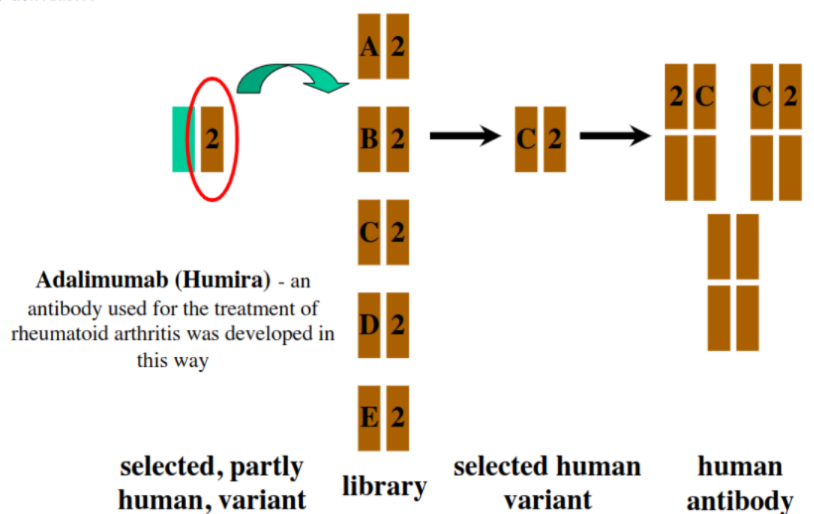 A 2
2
B 2
C 2
2 C
C 2
C 2
Adalimumab (Humira) - an
antibody used for the treatment of
rheumatoid arthritis was developed in
this way
D 2
E 2
selected, partly
human, variant
library
selected human
variant
human
antibody